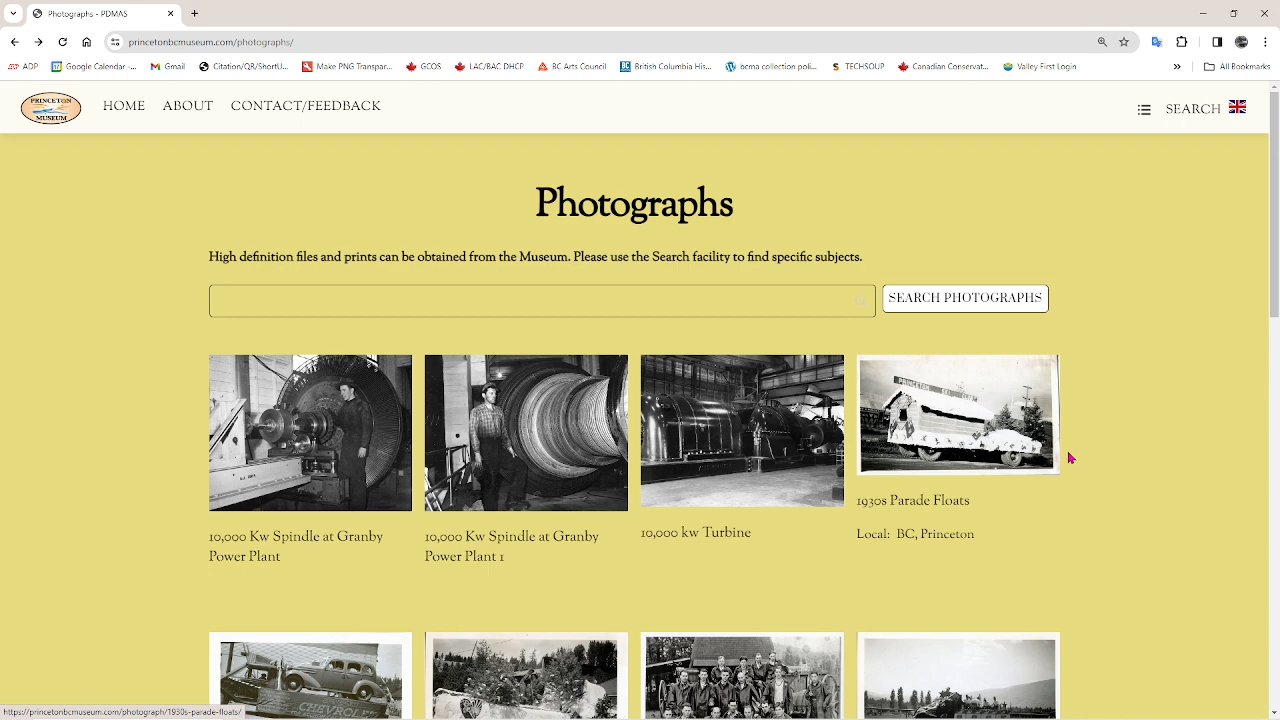 Photographs - PDMAS
princetonbcmuseum.com/photographs/
ADP
Google Calendar -...
Gmail
Citation/QR/ShortU...
Make PNG Transpar...
GCOS
LAC/BAC DHCP
BC Arts Council
British Columbia His...
bcma collection poli...
TECHSOUP
Canadian Conservat...
Valley First Login
All Bookmarks
PRINCETON
MUSEUM
HOME
ABOUT
CONTACT/FEEDBACK
SEARCH
Photographs
High definition files and prints can be obtained from the Museum. Please use the Search facility to find specific subjects.
SEARCH PHOTOGRAPHS
10,000 Kw Spindle at Granby
Power Plant
10,000 Kw Spindle at Granby
Power Plant 1
10,000 kw Turbine
PRINCETON
1930s Parade Floats
Local: BC, Princeton
CHEVROLET
https://princetonbcmuseum.com/photograph/1930s-parade-floats/